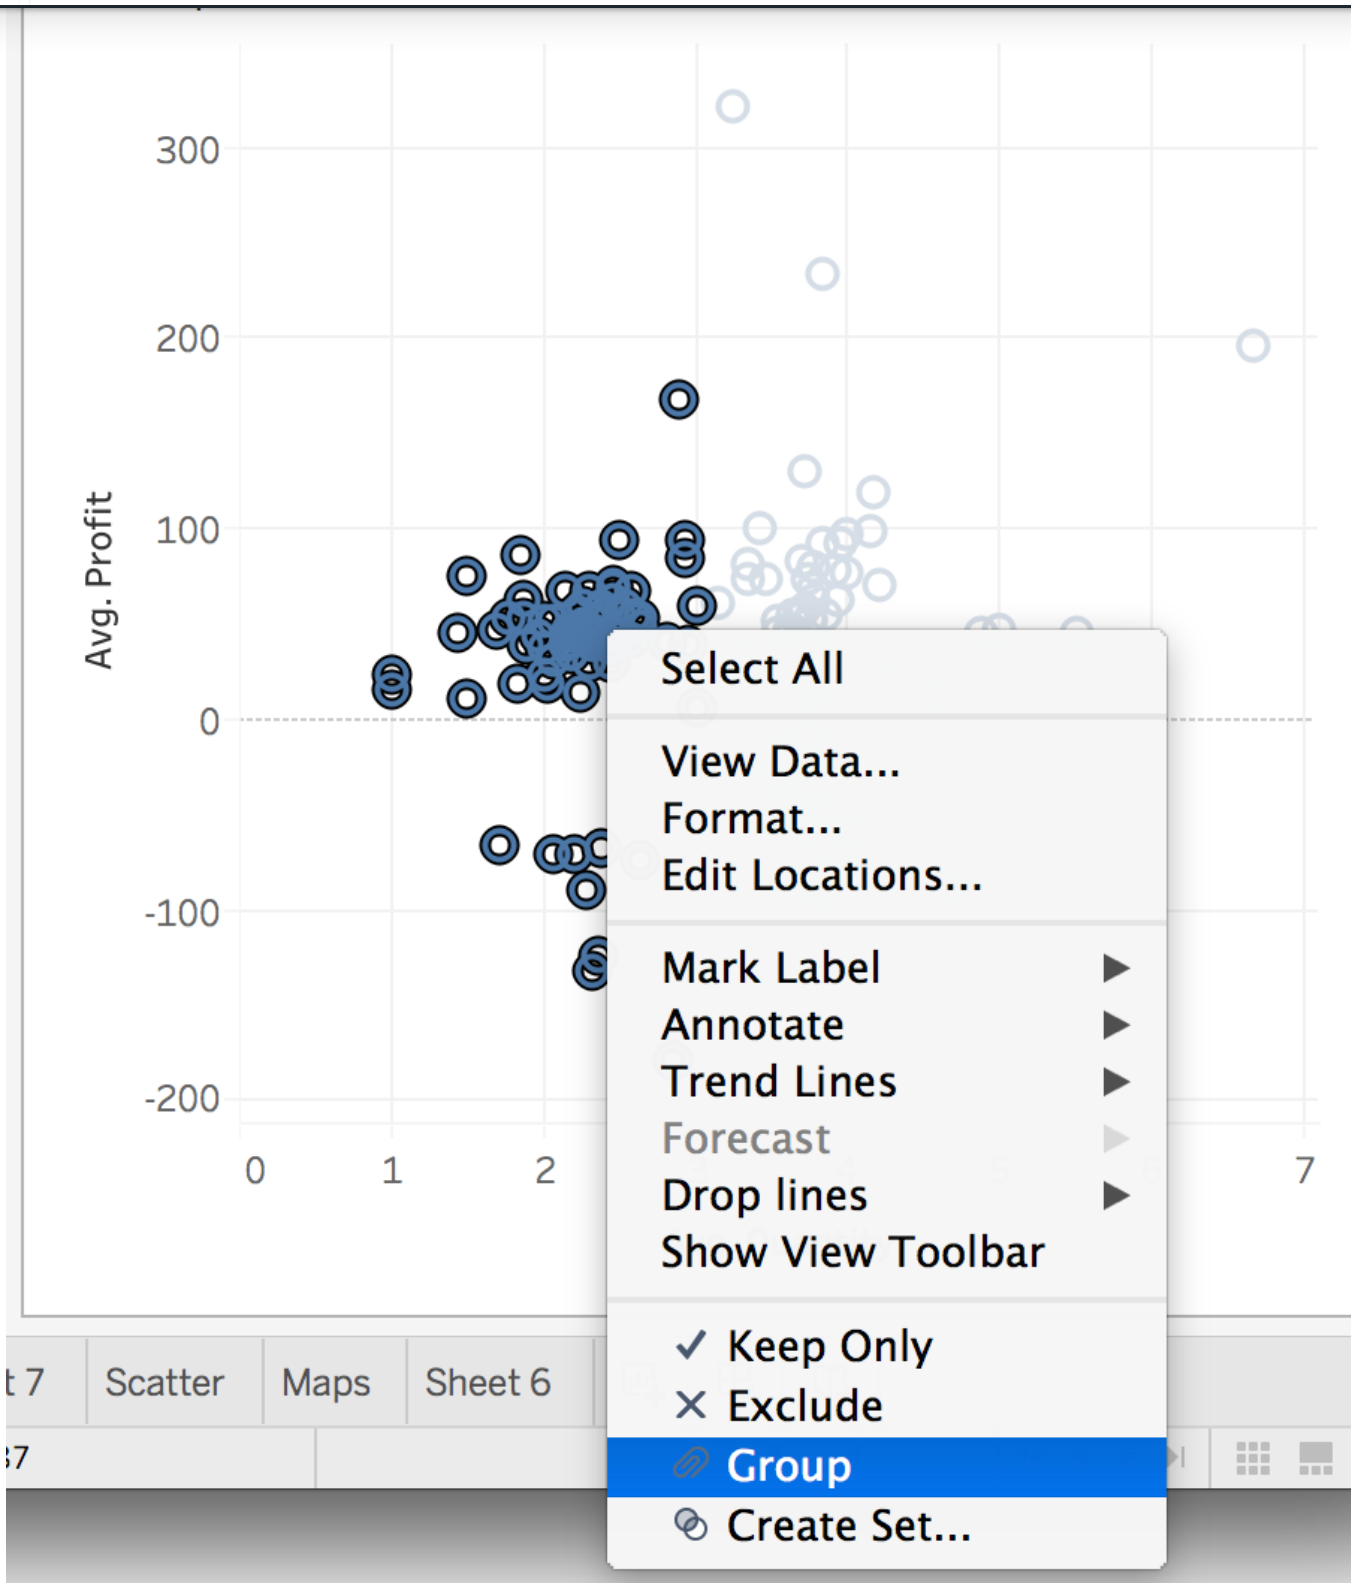 300
200
100
0
-100
-200
Avg. Profit
0
1
2
7
Select All
View Data...
Format...
Edit Locations...
Mark Label
Annotate
Trend Lines
Forecast
Drop lines
Show View Toolbar
Keep Only
Exclude
Group
Create Set...
t 7
Scatter
Maps
Sheet 6
37